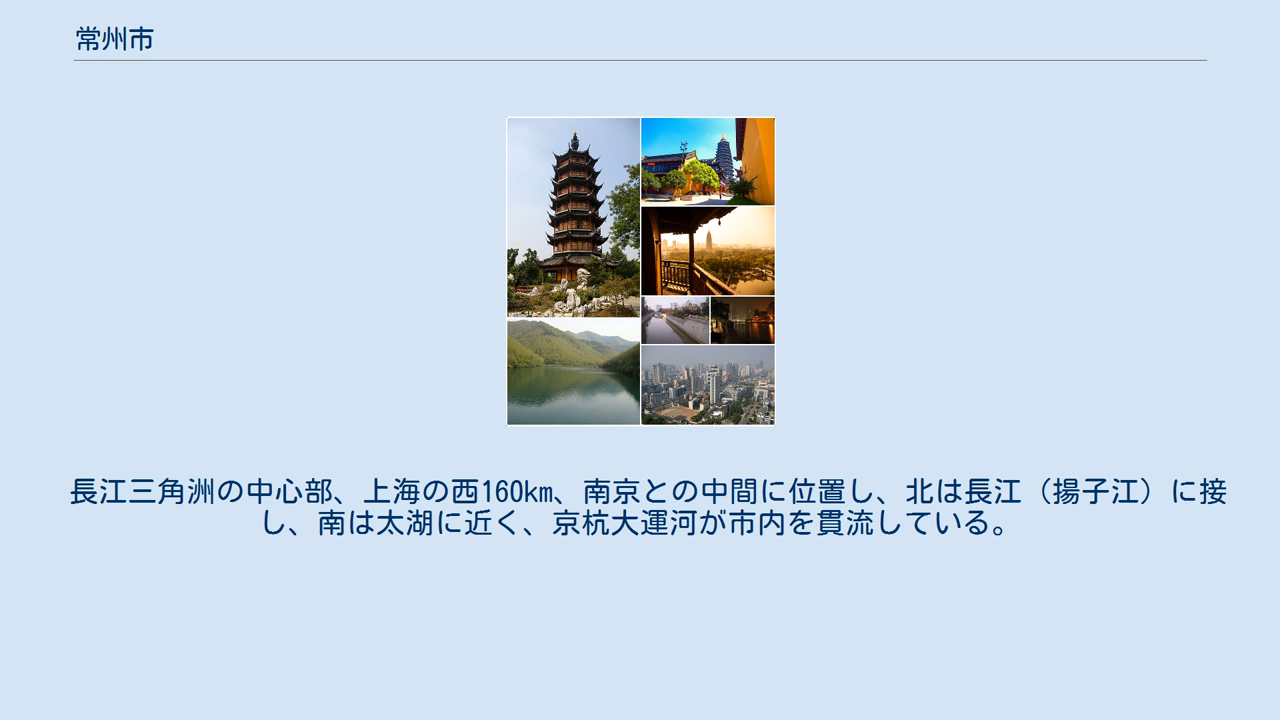 常州市
長江三角洲の中心部、上海の西160km、南京との中間に位置し、北は長江（揚子江）に接
し、南は太湖に近く、京杭大運河が市内を貫流している。